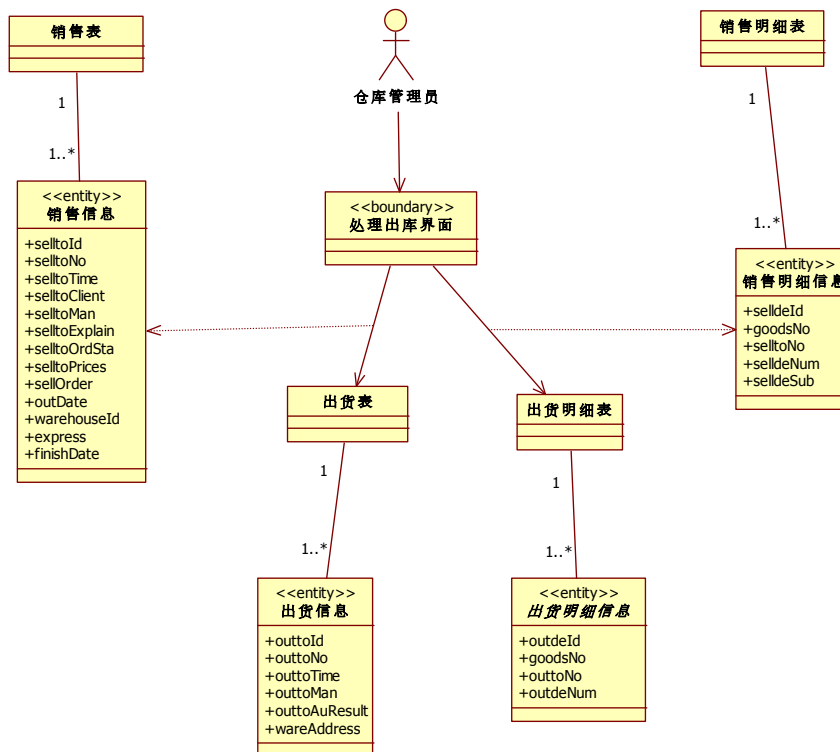 销售表
1
1..*
<<entity>>
销售信息
+selltoId
+selltoNo
+selltoTime
+selltoClient
+selltoMan
+selltoExplain
+selltoOrdSta
+selltoPrices
+sellOrder
+outDate
+warehouseId
+express
+finishDate
仓库管理员
<<boundary>>
处理出库界面
销售明细表
1
1..*
<<entity>>
销售明细信息
+selldeId
+goodsNo
+selltoNo
+selldeNum
+selldeSub
出货表
1
1..*
<<entity>>
出货信息
+outtoId
+outtoNo
+outtoTime
+outtoMan
+outtoAuResult
+wareAddress
出货明细表
1
1..*
<<entity>>
出货明细信息
+outdeId
+goodsNo
+outtoNo
+outdeNum